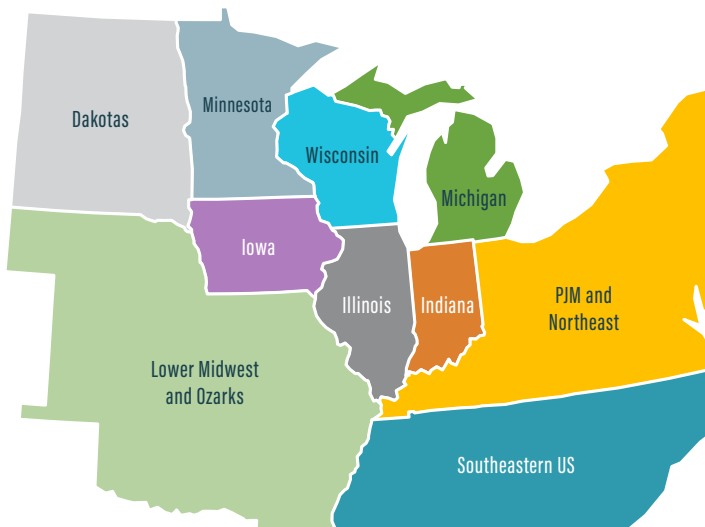 Dakotas
Minnesota
Wisconsin
Michigan
Iowa
Illinois
Indiana
PJM and
Northeast
Lower Midwest
and Ozarks
Southeastern US